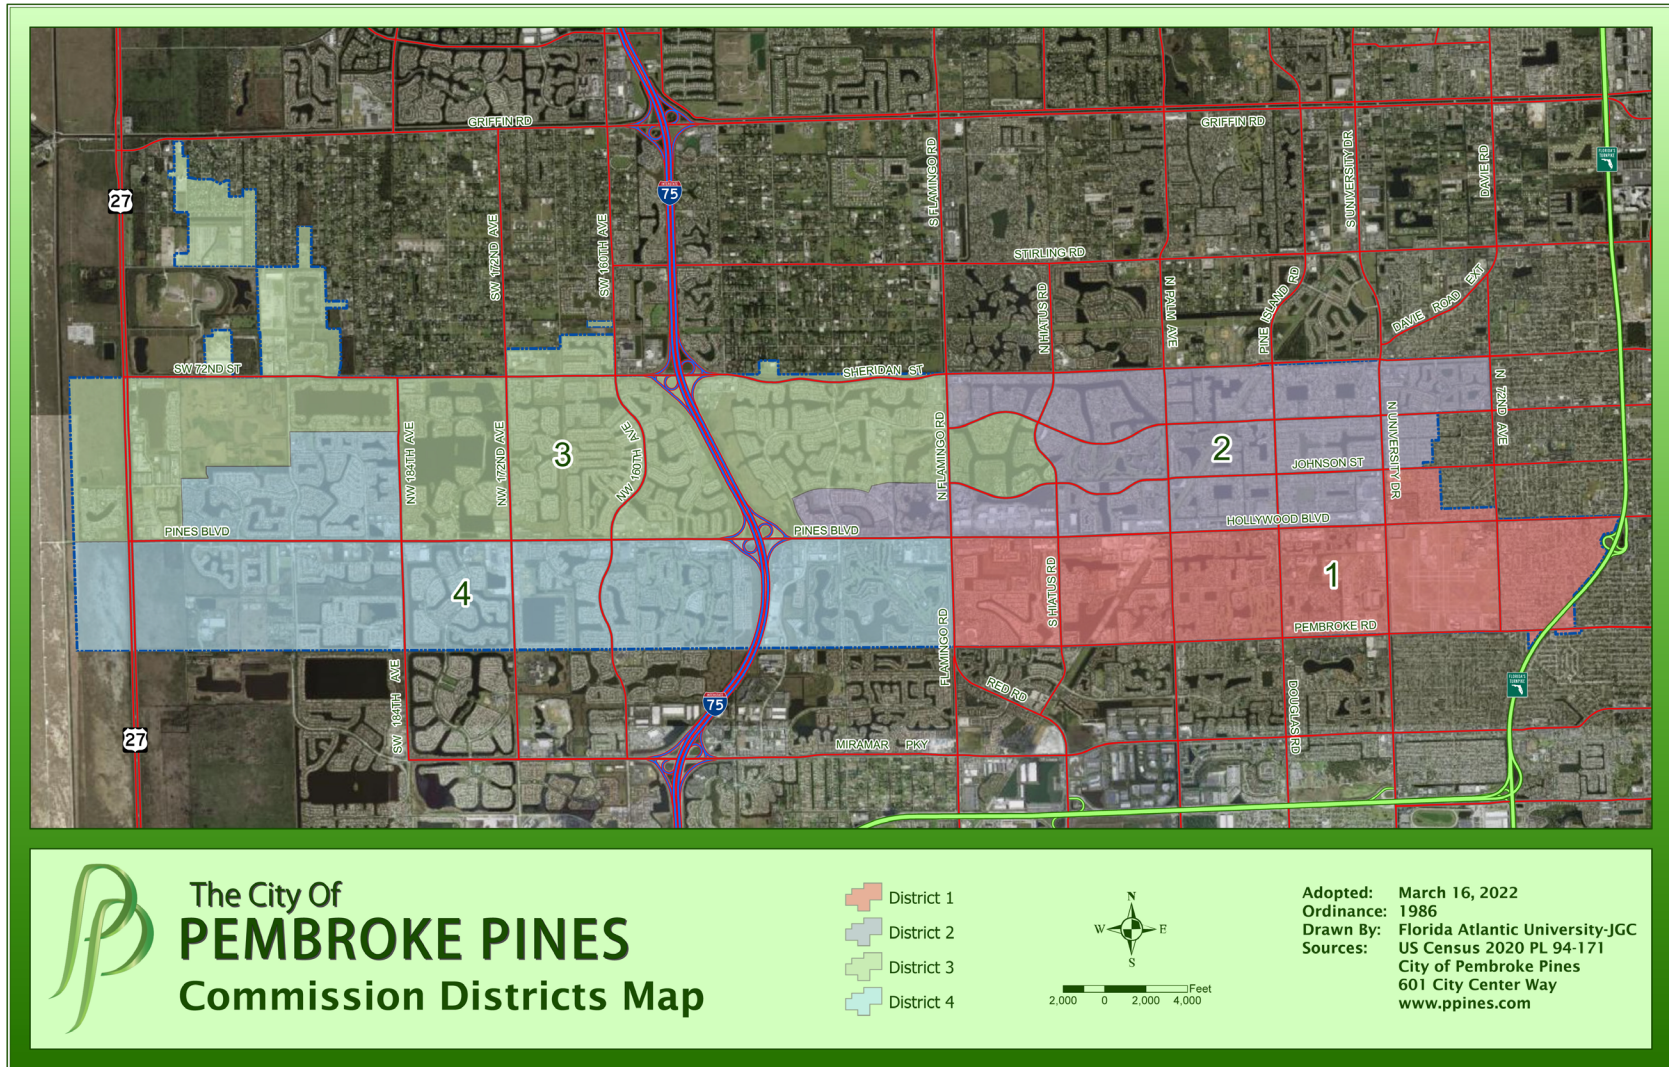 GRIFFIN RD
GRIFFIN RD
S FLAMINGO RD
S UNIVERSITY DR
DAVIE RD
FLORIDA'S TURNPIKE
27
75
SW 172ND AVE
SW 160TH AVE
STIRLING RD
N HIATUS RD
N PALM AVE
PINE ISLAND RD
DAVIE ROAD EXT
SW 72ND ST
SHERIDAN ST
N 72ND AVE
NW 184TH AVE
NW 172ND AVE
3
NW 160TH AVE
N FLAMINGO RD
2
JOHNSON ST
N UNIVERSITY DR
PINES BLVD
PINES BLVD
HOLLYWOOD BLVD
4
S HIATUS RD
1
PEMBROKE RD
FLAMINGO RD
SW 184TH AVE
RED RD
DOUGLAS RD
FLORIDA'S TURNPIKE
75
27
MIRAMAR PKY
The City Of
PEMBROKE PINES
Commission Districts Map
District 1
District 2
District 3
District 4
N
W E
S
Feet
2,000 0 2,000 4,000
Adopted: March 16, 2022
Ordinance: 1986
Drawn By: Florida Atlantic University-JGC
Sources: US Census 2020 PL 94-171
City of Pembroke Pines
601 City Center Way
www.ppines.com